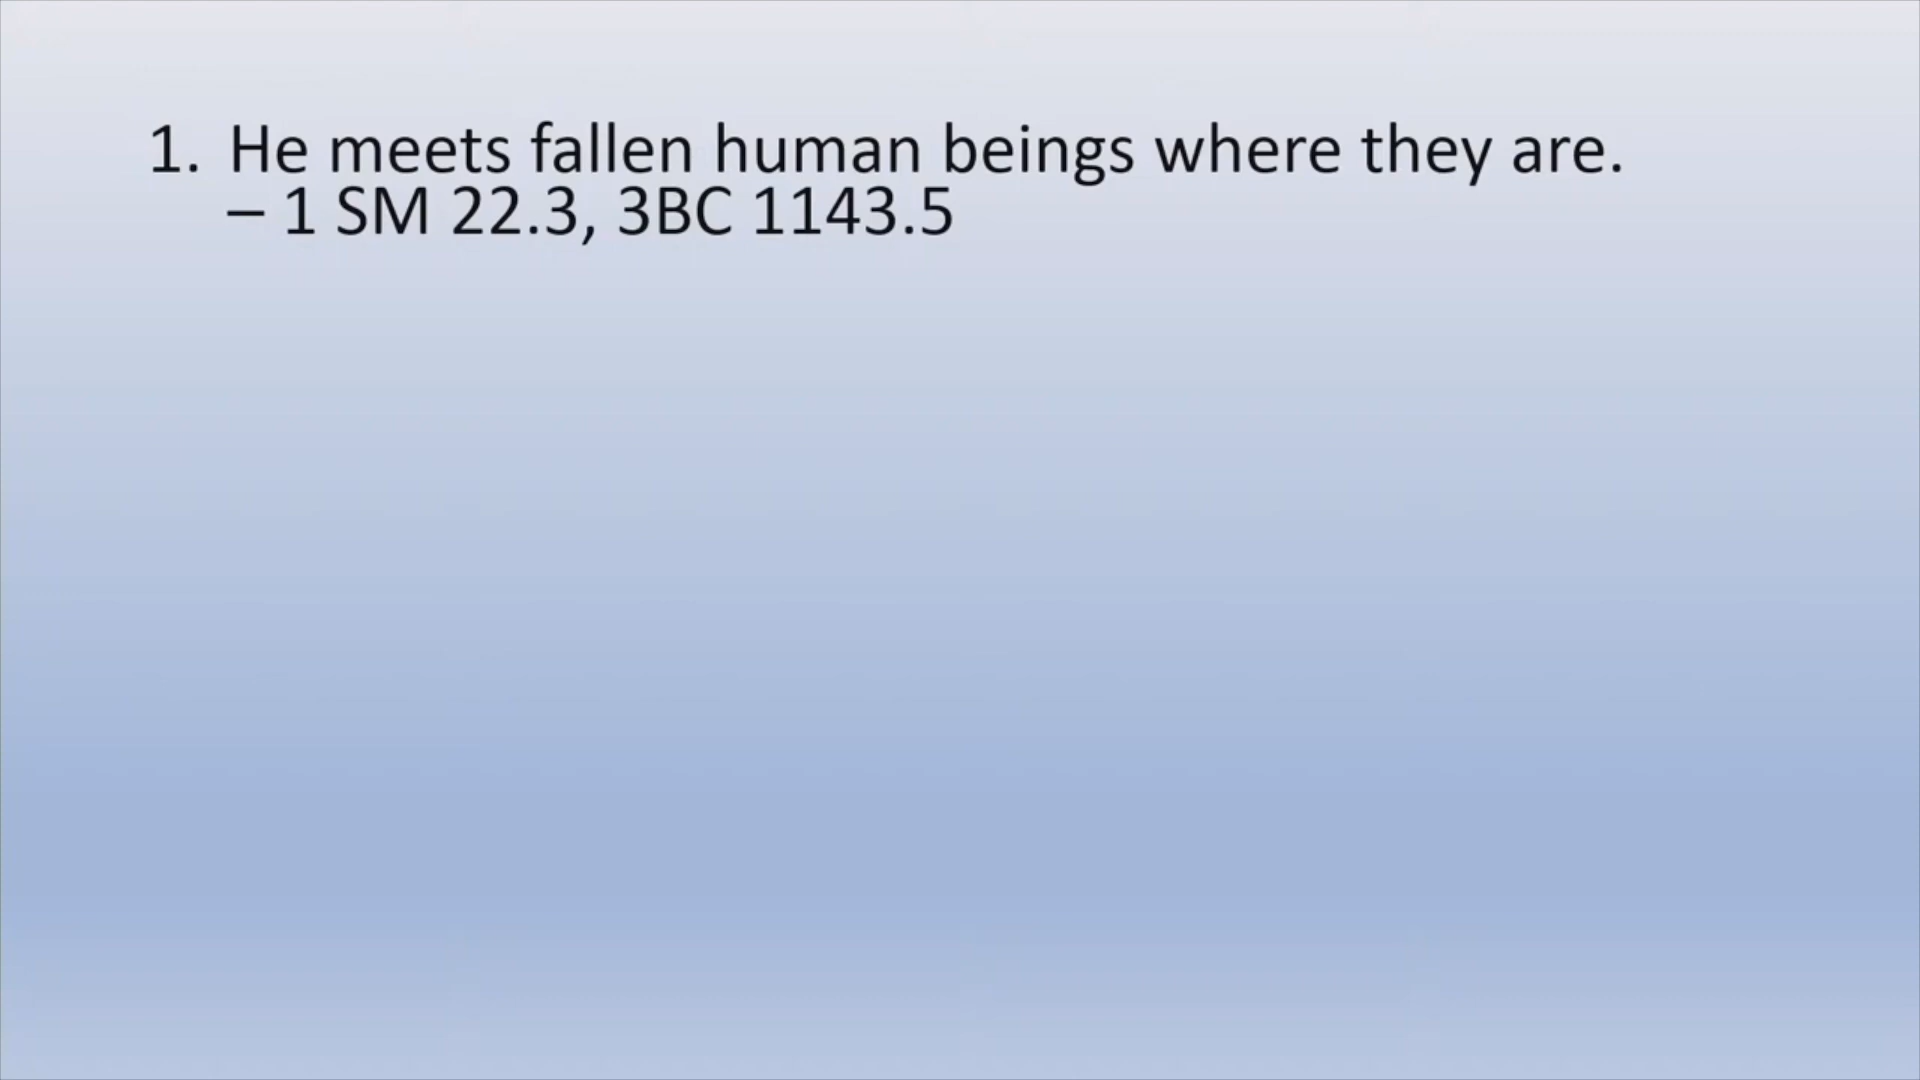 1. He meets fallen human beings where they are.
– 1 SM 22.3, 3BC 1143.5